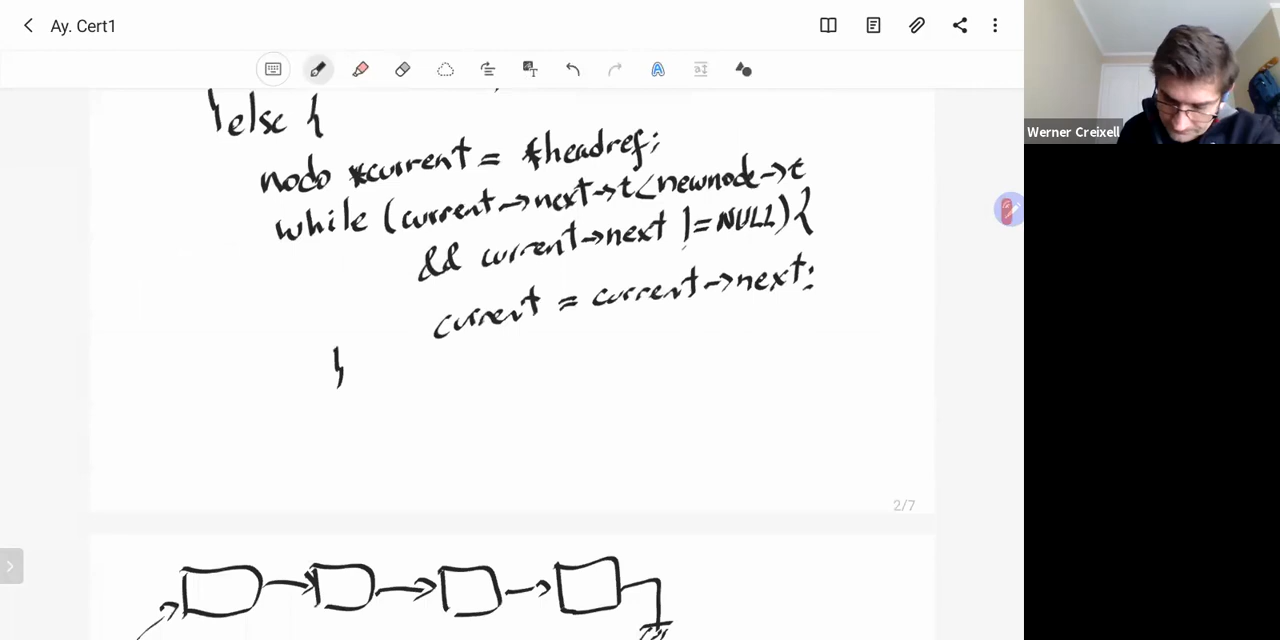 Ay. Cert1
Werner Creixell
}else {
nodo *current = *headref;
while (current->next->t<newnode->t
&& current->next != NULL){
current = current->next;
}
2/7